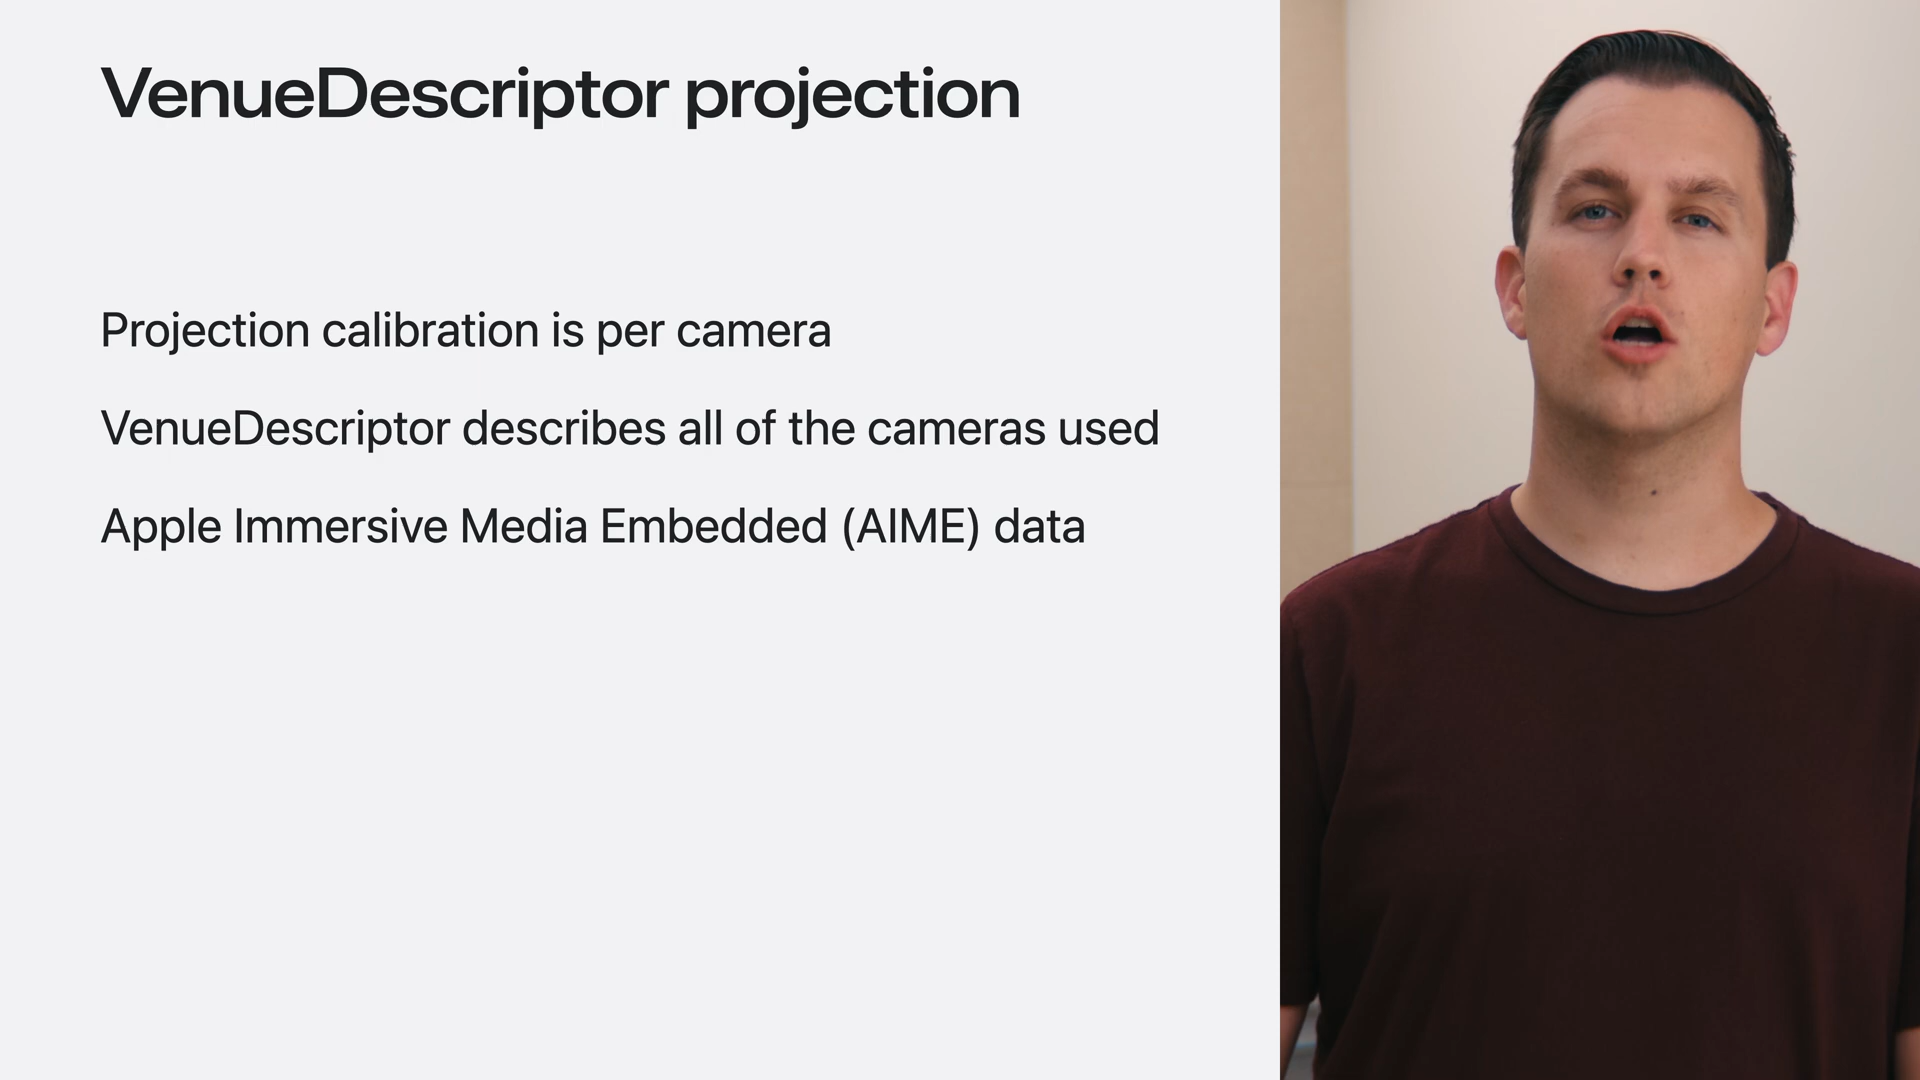 VenueDescriptor projection
Projection calibration is per camera
VenueDescriptor describes all of the cameras used
Apple Immersive Media Embedded (AIME) data